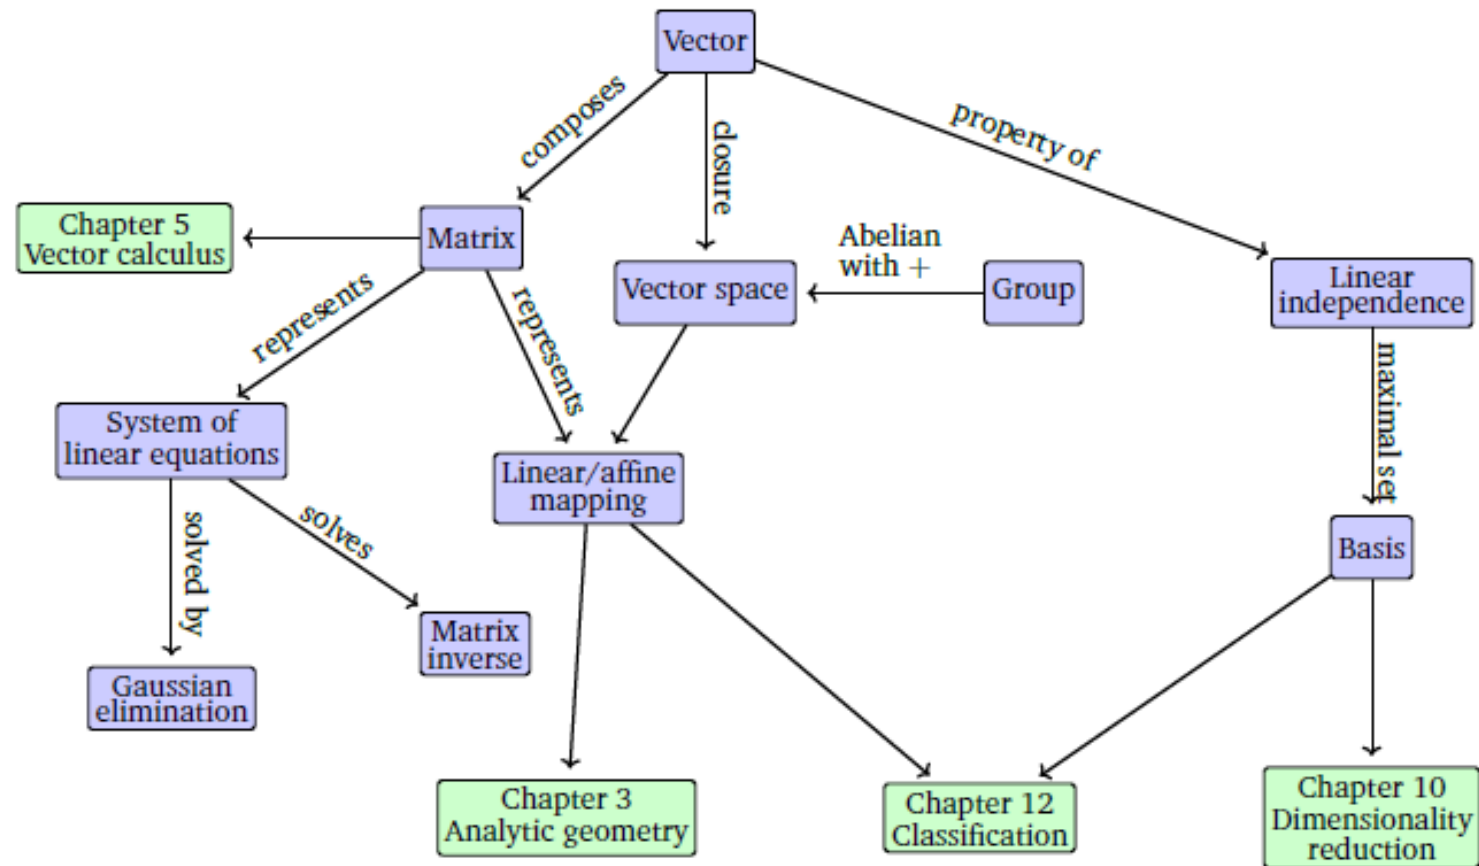 Vector
composes
closure
property of
Chapter 5
Vector calculus
Matrix
Abelian
with +
Vector space
Group
Linear
independence
represents
represents
maximal set
System of
linear equations
Linear/affine
mapping
solved by
solves
Basis
Matrix
inverse
Gaussian
elimination
Chapter 3
Analytic geometry
Chapter 12
Classification
Chapter 10
Dimensionality
reduction